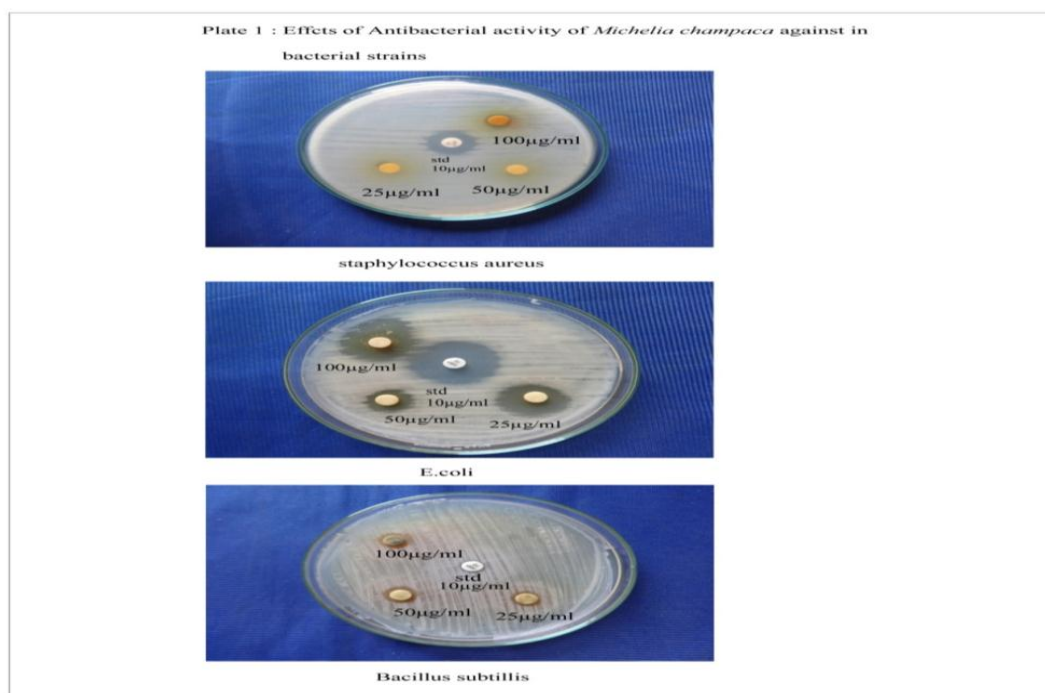 Plate 1 : Effcts of Antibacterial activity of Michelia champaca against in
bacterial strains
100µg/ml
std
10µg/ml
25µg/ml
50µg/ml
staphylococcus aureus
100µg/ml
std
10µg/ml
50µg/ml
25µg/ml
E.coli
100µg/ml
std
10µg/ml
50µg/ml
25µg/ml
Bacillus subtillis